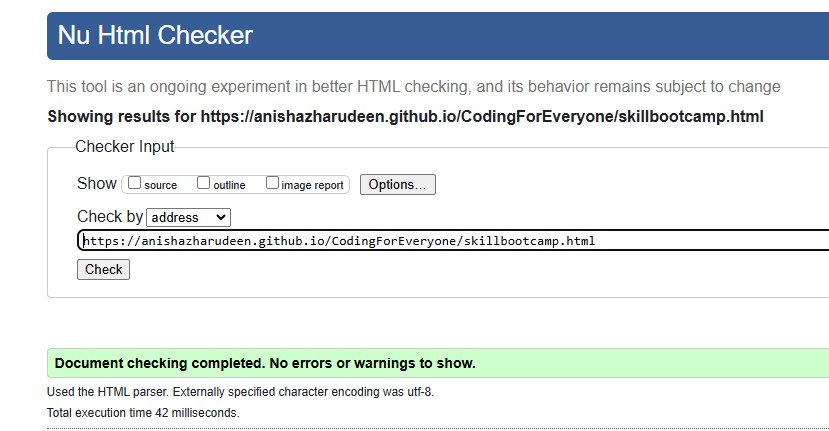 Nu Html Checker
This tool is an ongoing experiment in better HTML checking, and its behavior remains subject to change
Showing results for https://anishazharudeen.github.io/CodingForEveryone/skillbootcamp.html
Checker Input
Show source outline image report Options...
Check by address
https://anishazharudeen.github.io/CodingForEveryone/skillbootcamp.html
Check
Document checking completed. No errors or warnings to show.
Used the HTML parser. Externally specified character encoding was utf-8.
Total execution time 42 milliseconds.